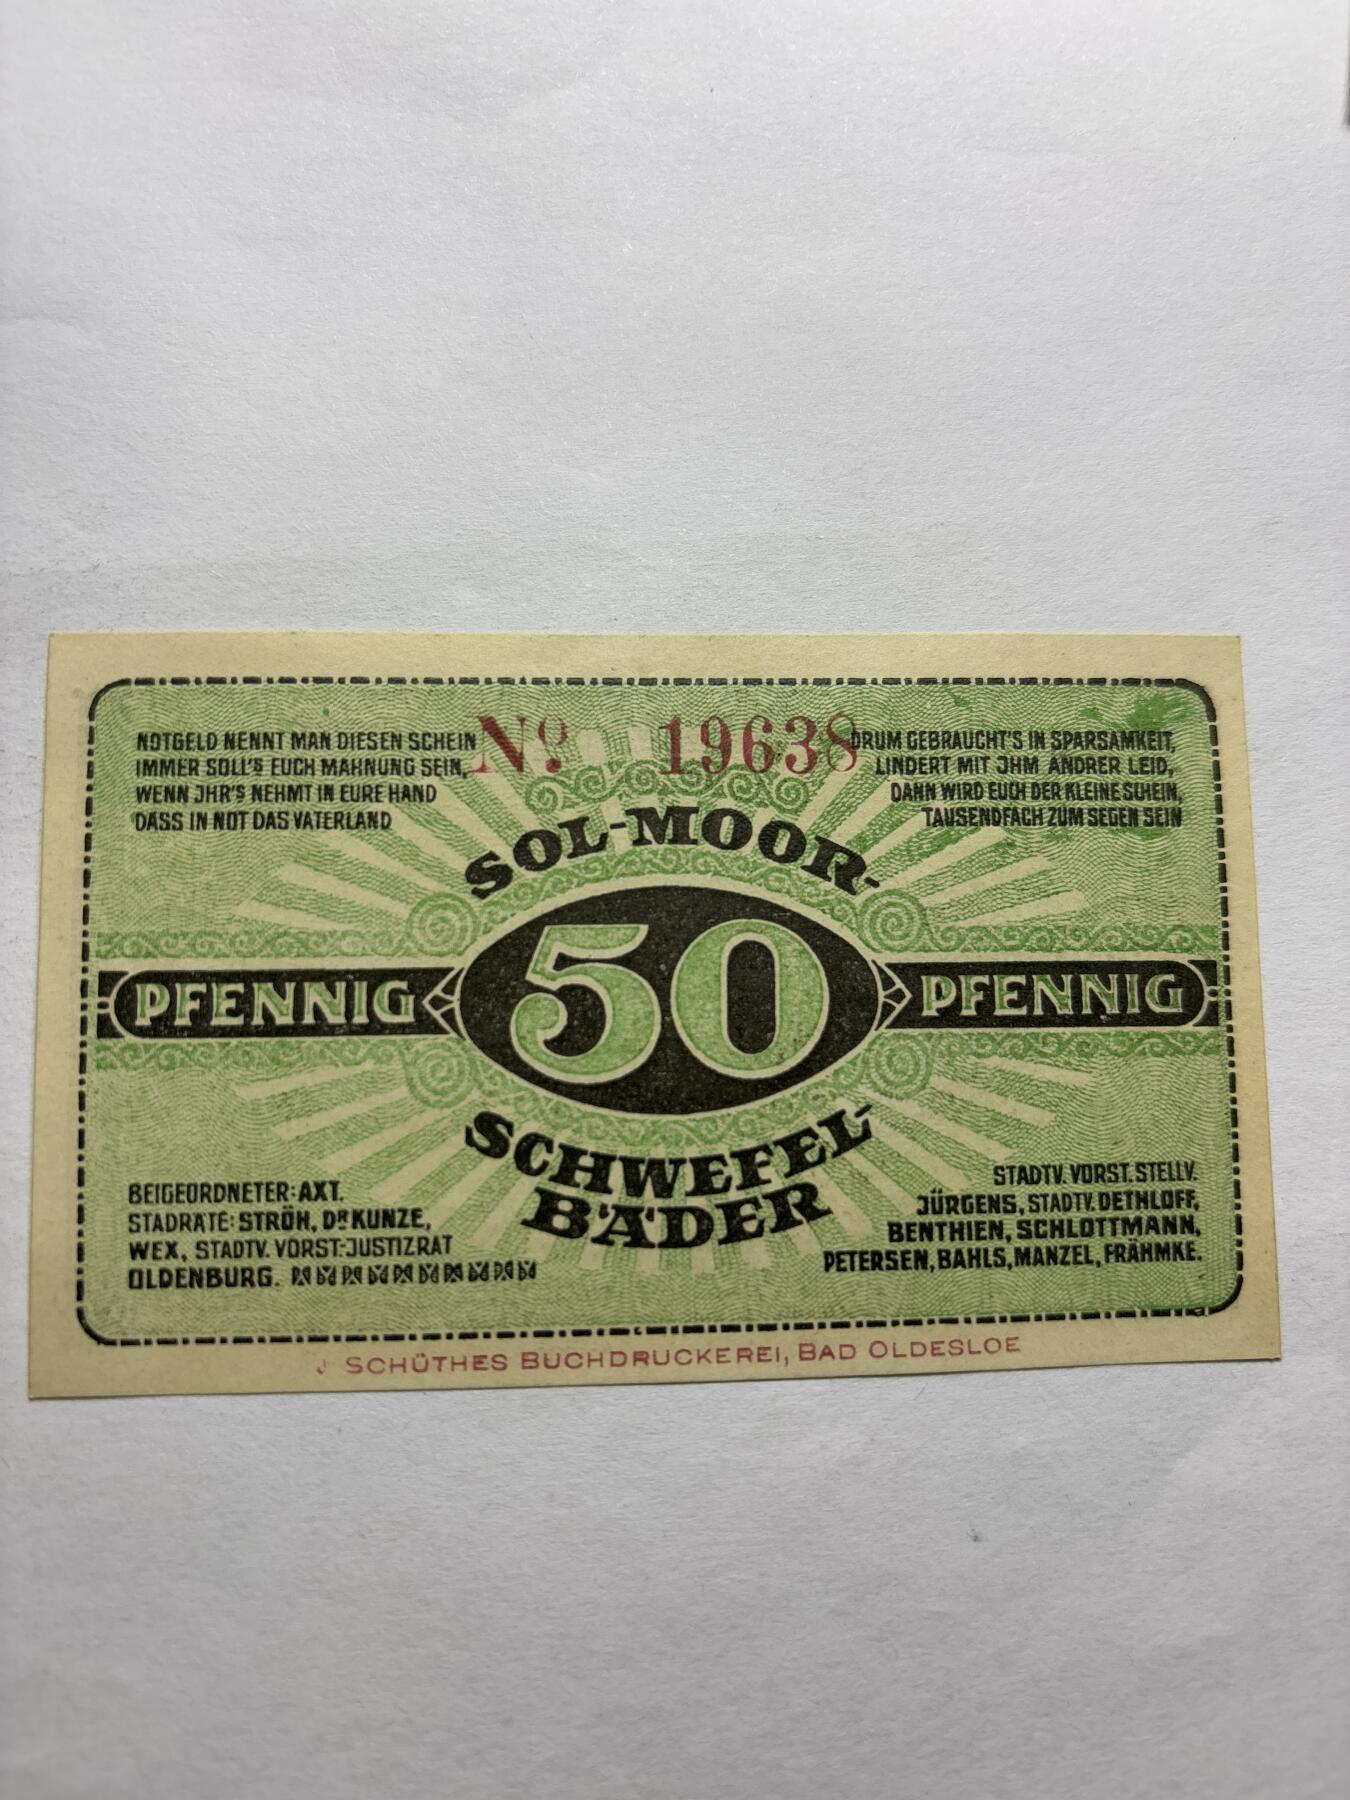 NOTGELD NENNT MAN DIESEN SCHEIN
IMMER SOLL'S EUCH MAHNUNG SEIN,
WENN JHR'S NEHMT IN EURE HAND
DASS IN NOT DAS VATERLAND
No. 19638
DRUM GEBRAUCHT'S IN SPARSAMKEIT,
LINDERT MIT JHM ANDRER LEID,
DANN WIRD EUCH DER KLEINE SCHEIN,
TAUSENDFACH ZUM SEGEN SEIN
SOL-MOOR-
PFENNIG 50 PFENNIG
SCHWEFEL-
BÄDER
BEIGEORDNETER: AXT.
STADRÄTE: STRÖH, DR KUNZE,
WEX, STADTV. VORST.-JUSTIZRAT
OLDENBURG.
STADTV. VORST. STELLV.
JÜRGENS, STADTV. DETHLOFF,
BENTHIEN, SCHLOTTMANN,
PETERSEN, BAHLS, MANZEL, FRÄHMKE.
J SCHÜTHES BUCHDRUCKEREI, BAD OLDESLOE